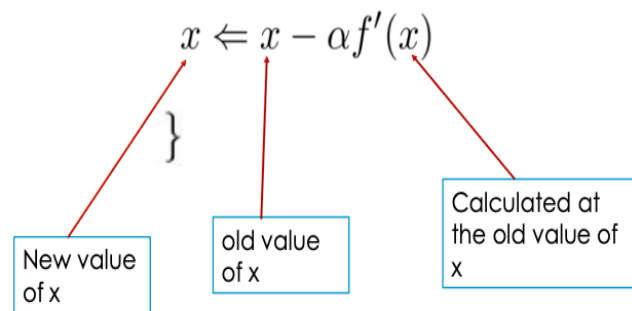 x ⇐ x − αf′(x)
}
New value
of x
old value
of x
Calculated at
the old value of
x